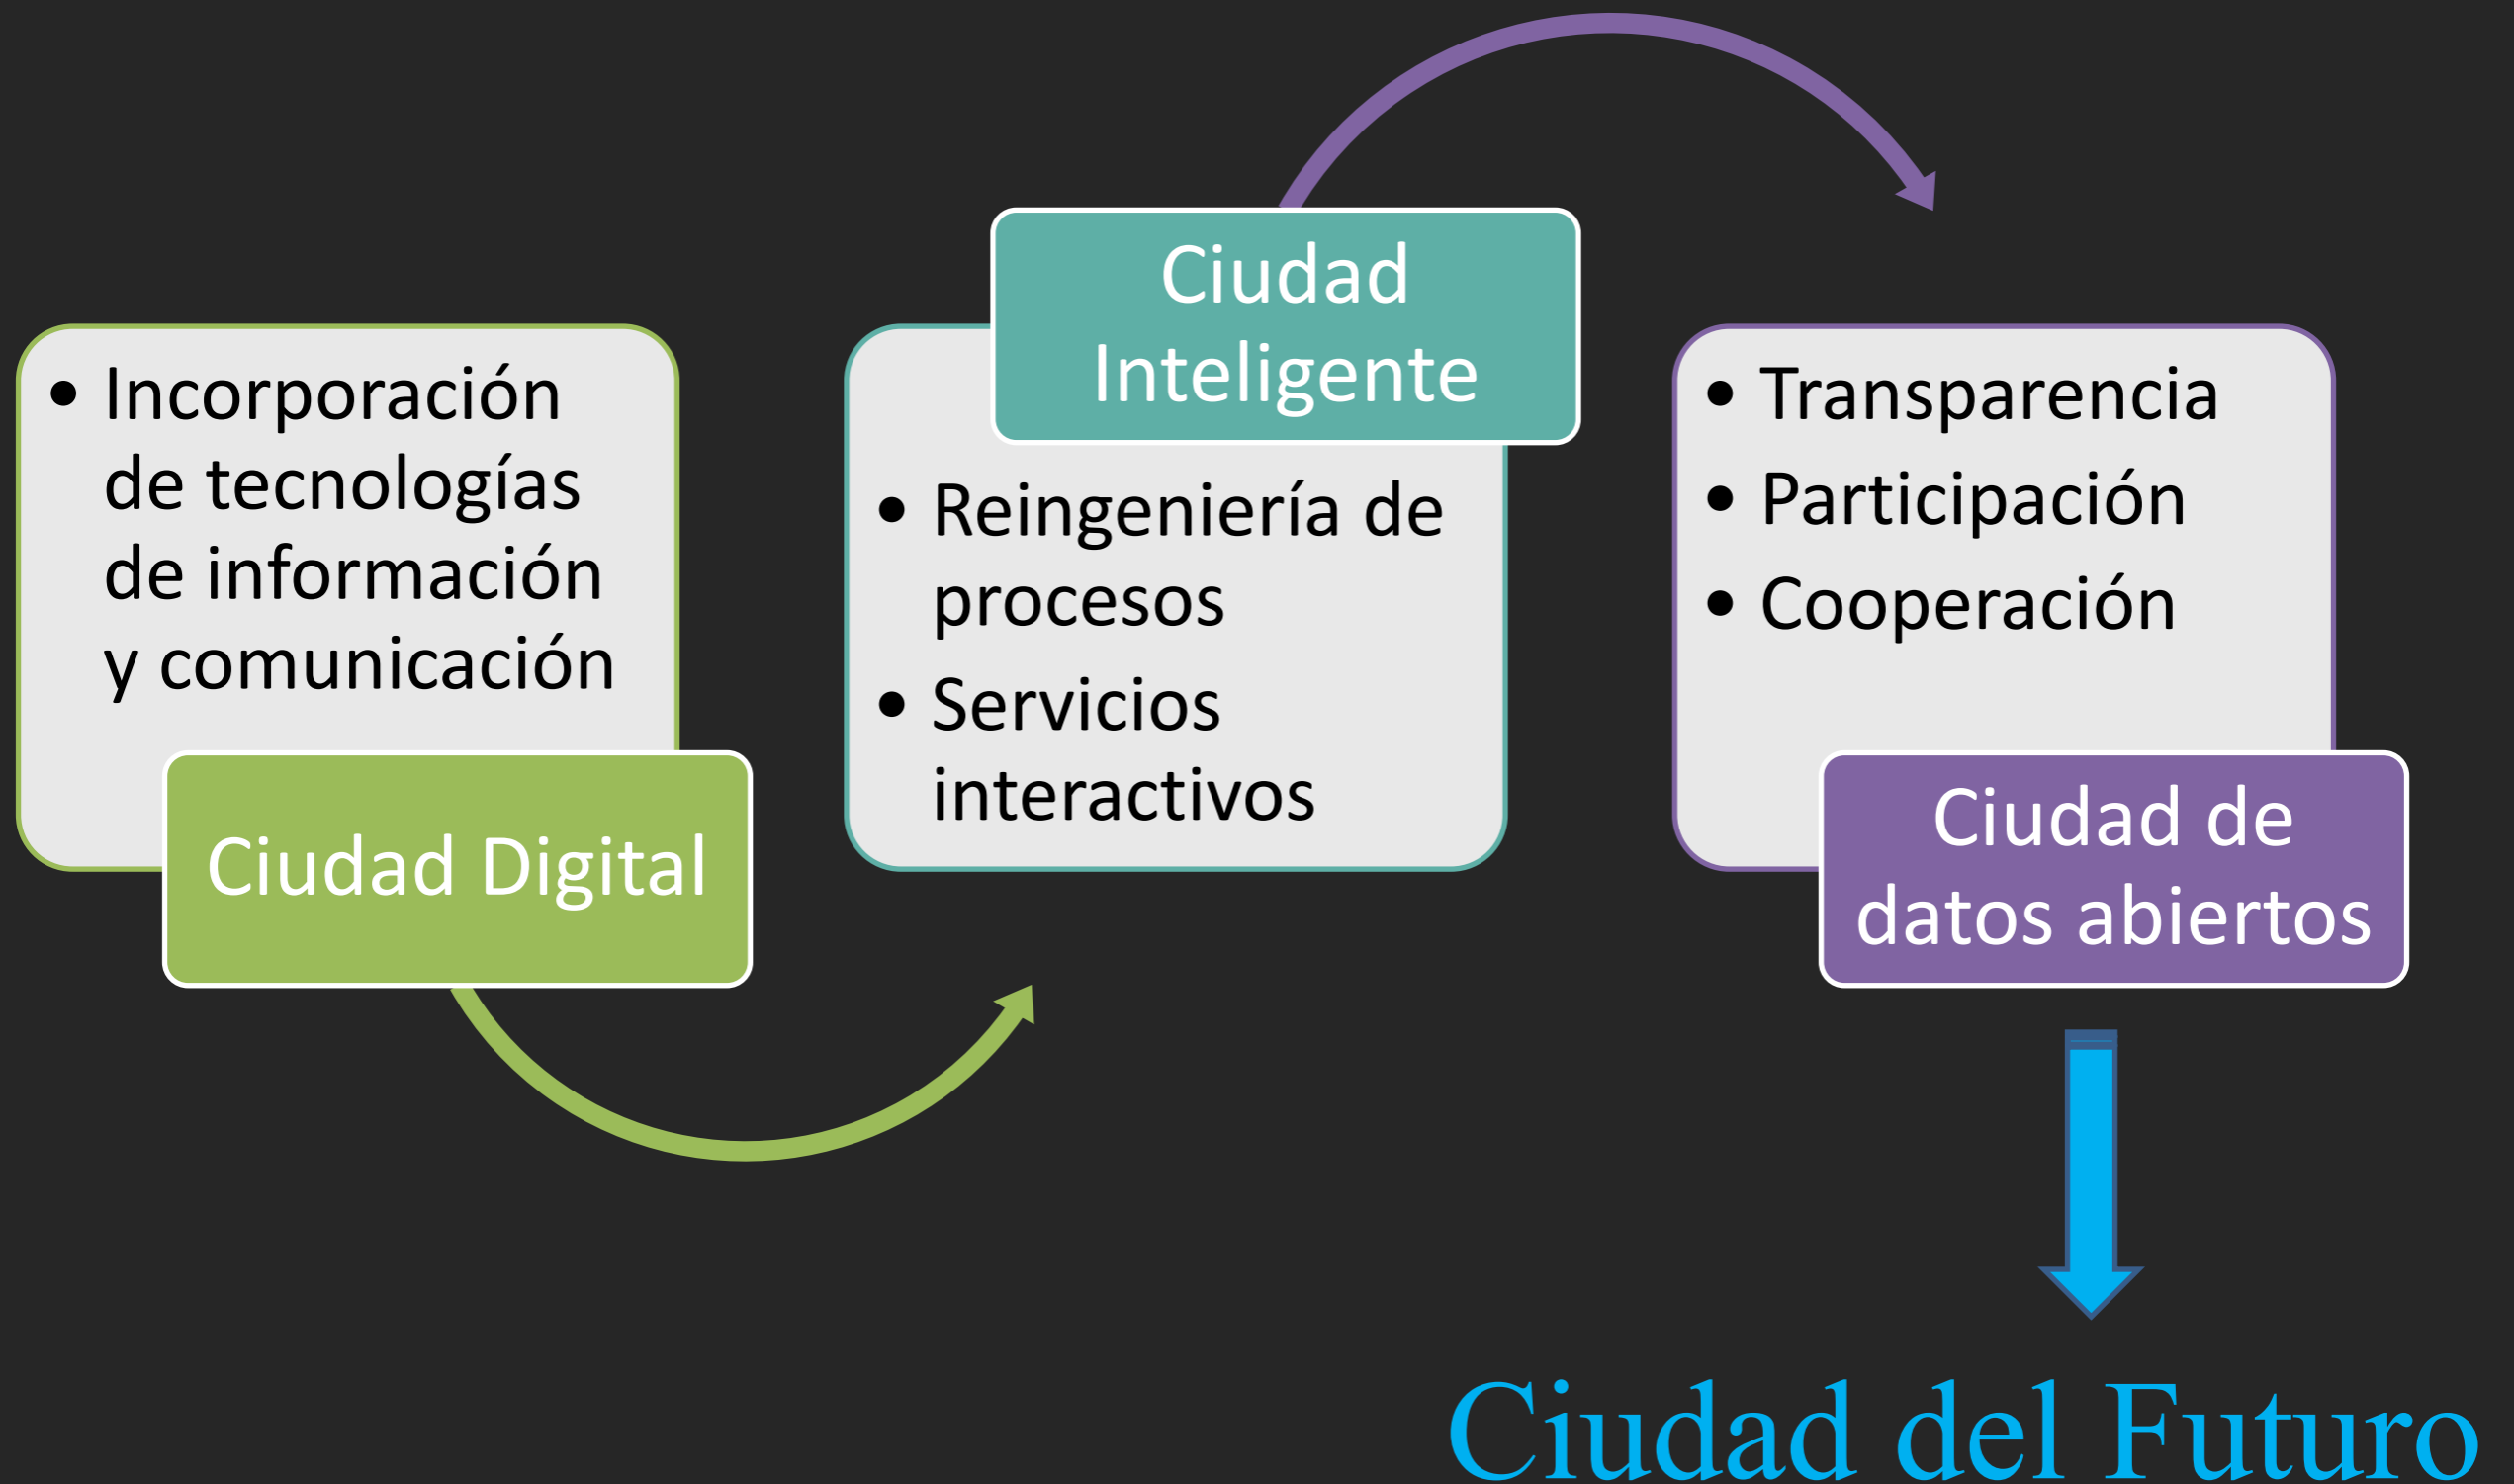 • Incorporación
de tecnologías
de información
y comunicación
Ciudad Digital
Ciudad
Inteligente
• Reingeniería de
procesos
• Servicios
interactivos
• Transparencia
• Participación
• Cooperación
Ciudad de
datos abiertos
Ciudad del Futuro